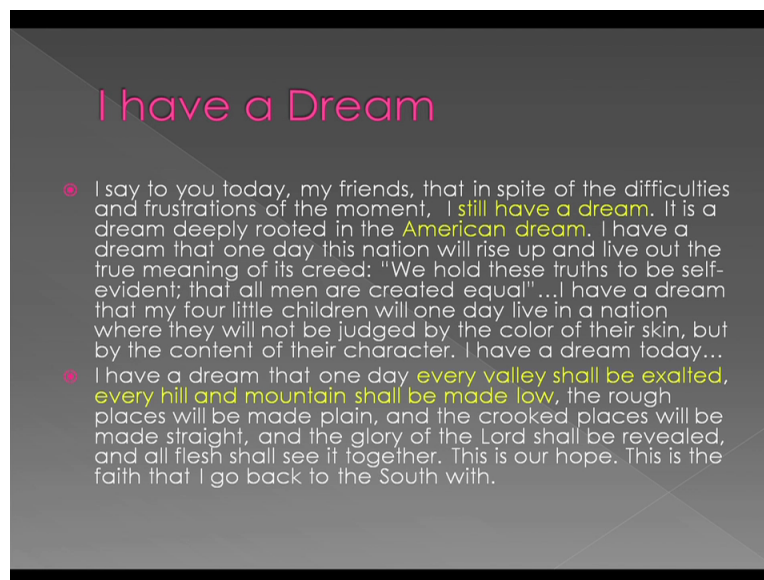 I have a Dream
I say to you today, my friends, that in spite of the difficulties
and frustrations of the moment, I still have a dream. It is a
dream deeply rooted in the American dream. I have a
dream that one day this nation will rise up and live out the
true meaning of its creed: "We hold these truths to be self-
evident; that all men are created equal"...I have a dream
that my four little children will one day live in a nation
where they will not be judged by the color of their skin, but
by the content of their character. I have a dream today...
I have a dream that one day every valley shall be exalted,
every hill and mountain shall be made low, the rough
places will be made plain, and the crooked places will be
made straight, and the glory of the Lord shall be revealed,
and all flesh shall see it together. This is our hope. This is the
faith that I go back to the South with.